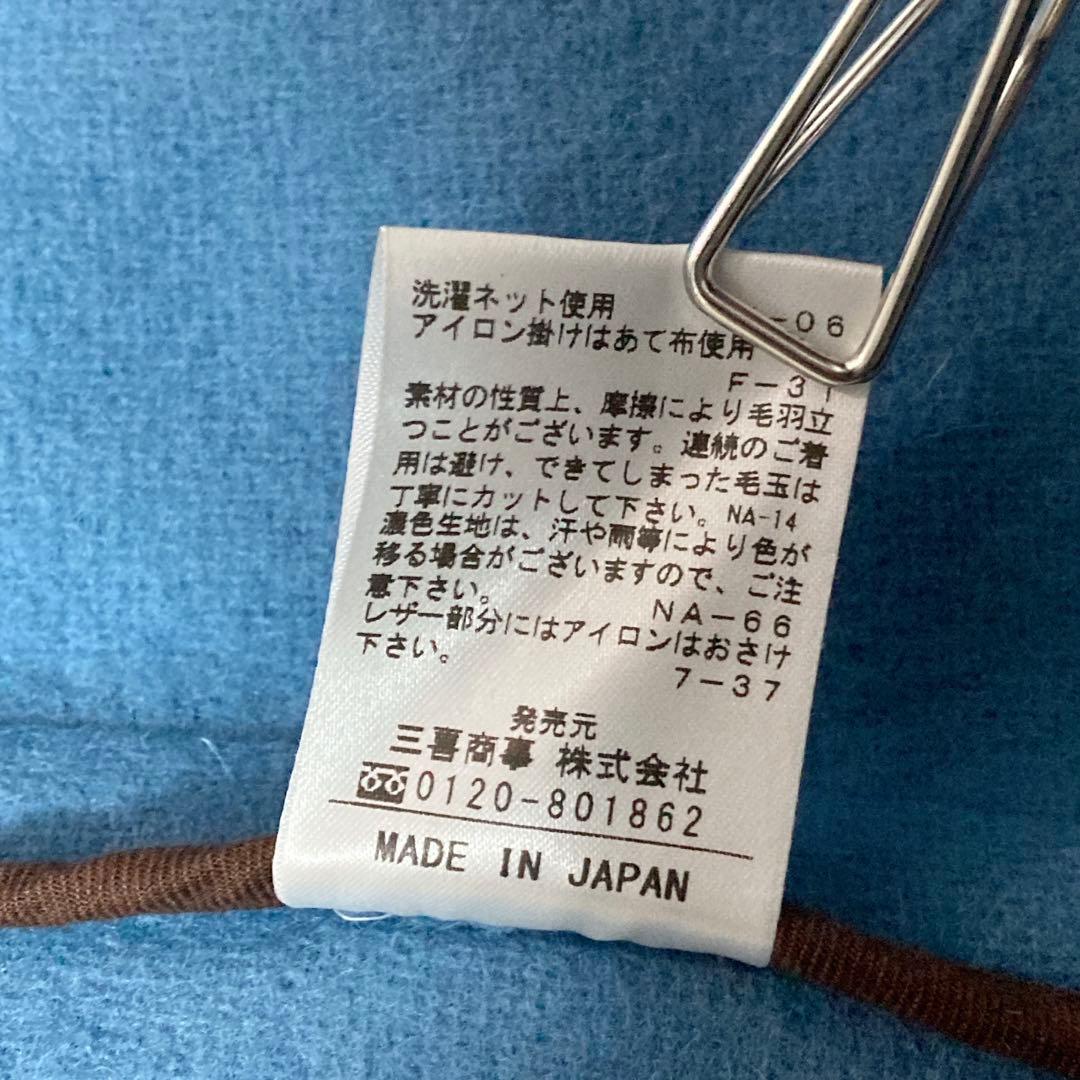 洗濯ネット使用
-06
アイロン掛けはあて布使用
F-31
素材の性質上、摩擦により毛羽立
つことがございます。連続のご着
用は避け、できてしまった毛玉は
丁寧にカットして下さい。NA-14
濃色生地は、汗や雨等により色が
移る場合がございますので、ご注
意下さい。 NA-66
レザー部分にはアイロンはおさけ
下さい。 7-37
発売元
三喜商事 株式会社
0120-801862
MADE IN JAPAN